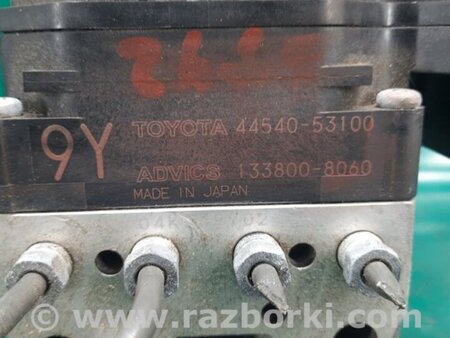 9Y
TOYOTA 44540-53100
ADVICS 133800-8060
MADE IN JAPAN
www.razborki.com